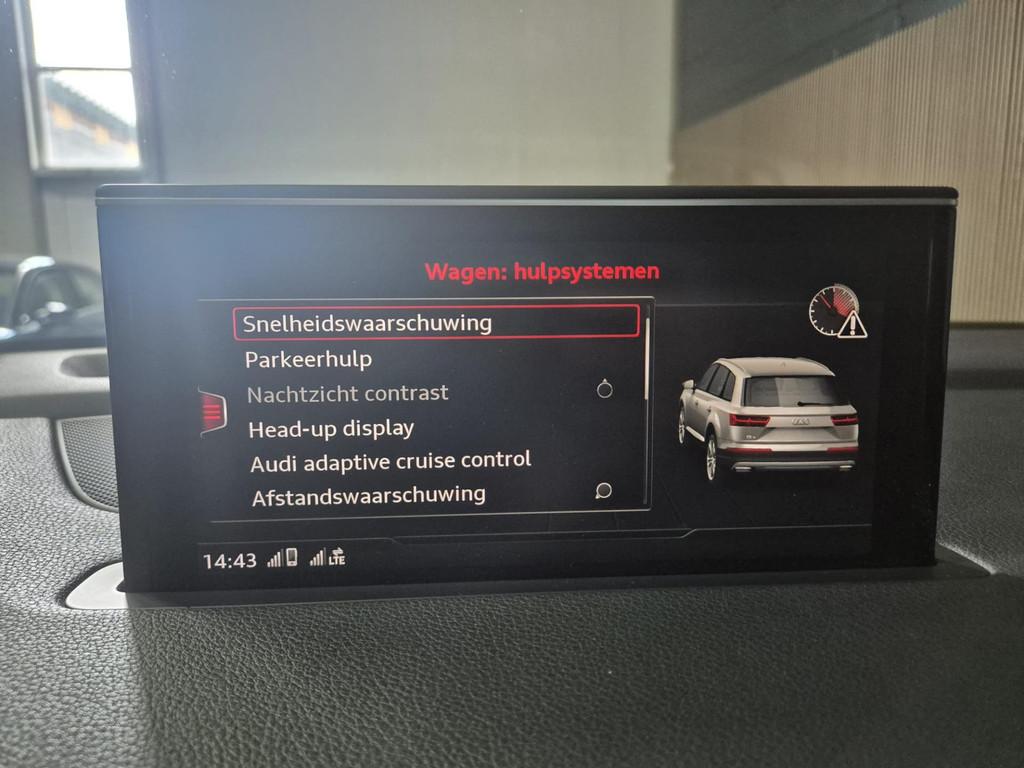 Wagen: hulpsystemen
Snelheidswaarschuwing
Parkeerhulp
Nachtzicht contrast
Head-up display
Audi adaptive cruise control
Afstandswaarschuwing
14:43
LTE